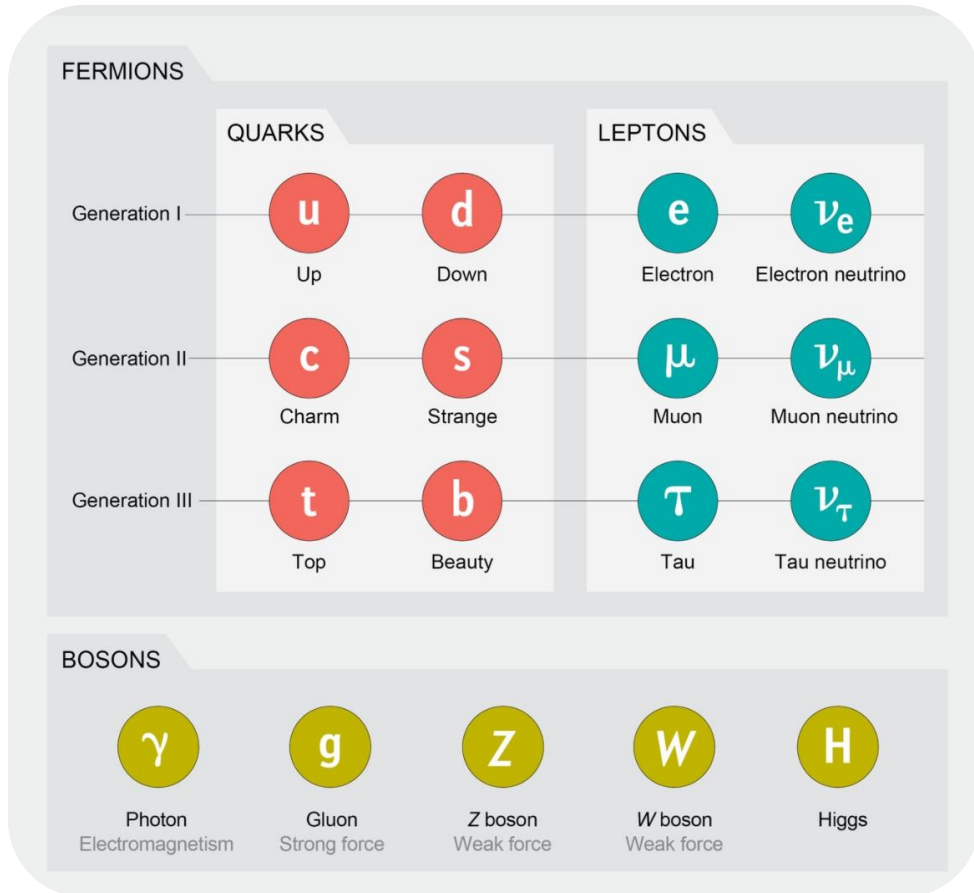 FERMIONS
QUARKS
LEPTONS
Generation I
u
d
e
νe
Up
Down
Electron
Electron neutrino
Generation II
c
s
μ
νμ
Charm
Strange
Muon
Muon neutrino
Generation III
t
b
τ
ντ
Top
Beauty
Tau
Tau neutrino
BOSONS
γ
g
Z
W
H
Photon
Gluon
Z boson
W boson
Higgs
Electromagnetism
Strong force
Weak force
Weak force